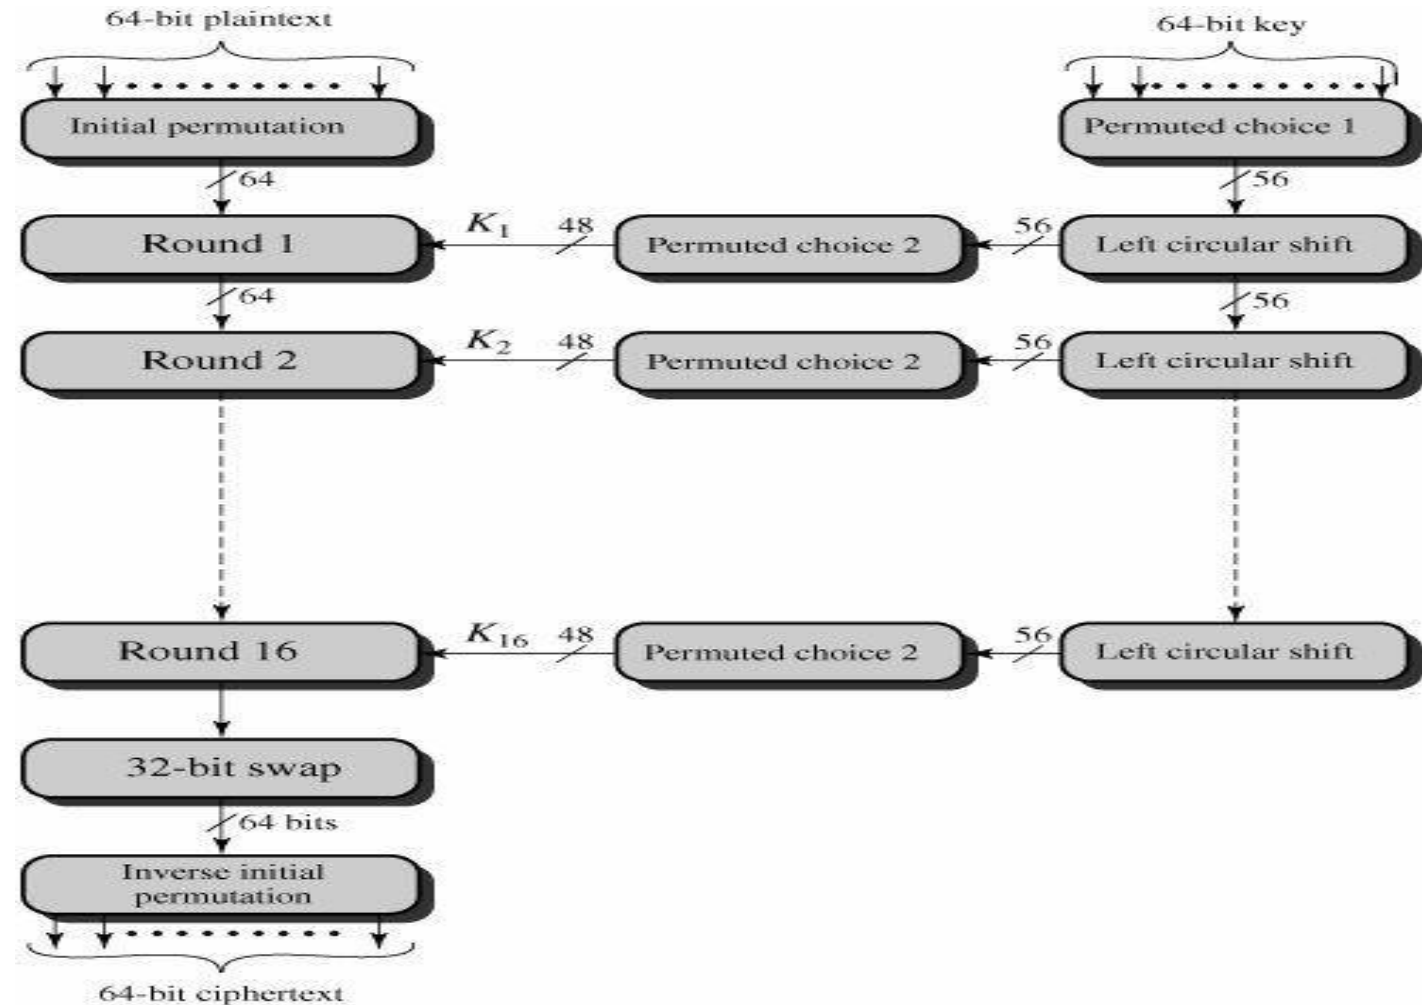 64-bit plaintext
64-bit key
Initial permutation
Permuted choice 1
64
56
Round 1
K1
48
Permuted choice 2
56
Left circular shift
64
56
Round 2
K2
48
Permuted choice 2
56
Left circular shift
Round 16
K16
48
Permuted choice 2
56
Left circular shift
32-bit swap
64 bits
Inverse initial
permutation
64-bit ciphertext